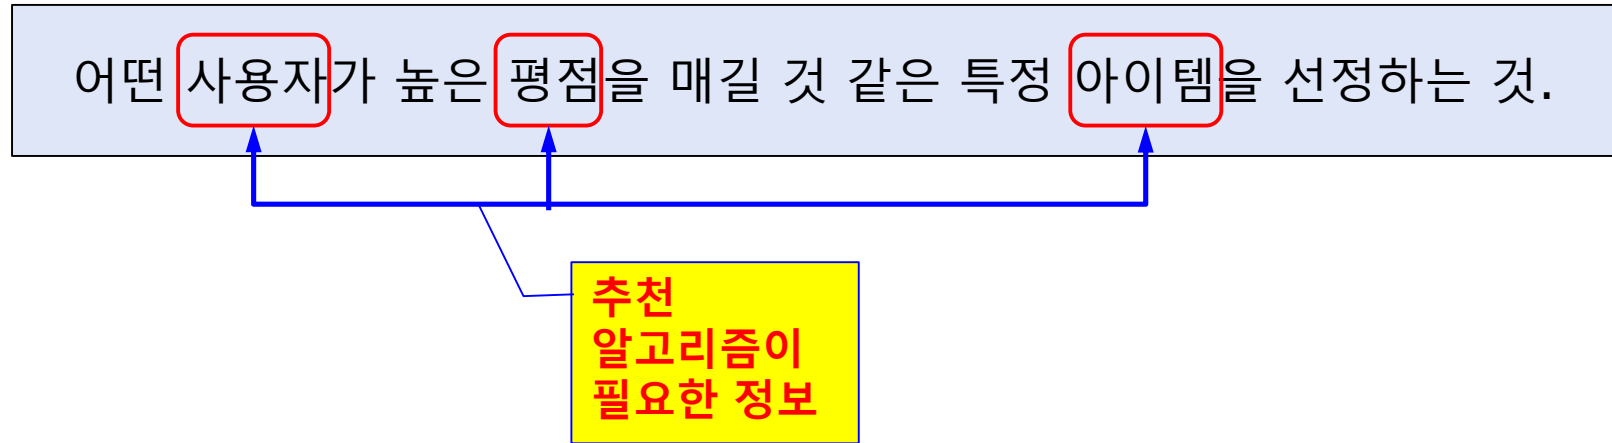 어떤 사용자가 높은 평점을 매길 것 같은 특정 아이템을 선정하는 것.
추천
알고리즘이
필요한 정보